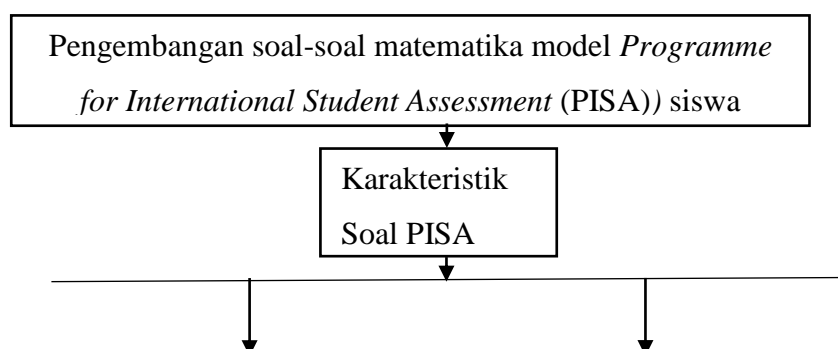 Pengembangan soal-soal matematika model Programme
for International Student Assessment (PISA)) siswa
Karakteristik
Soal PISA